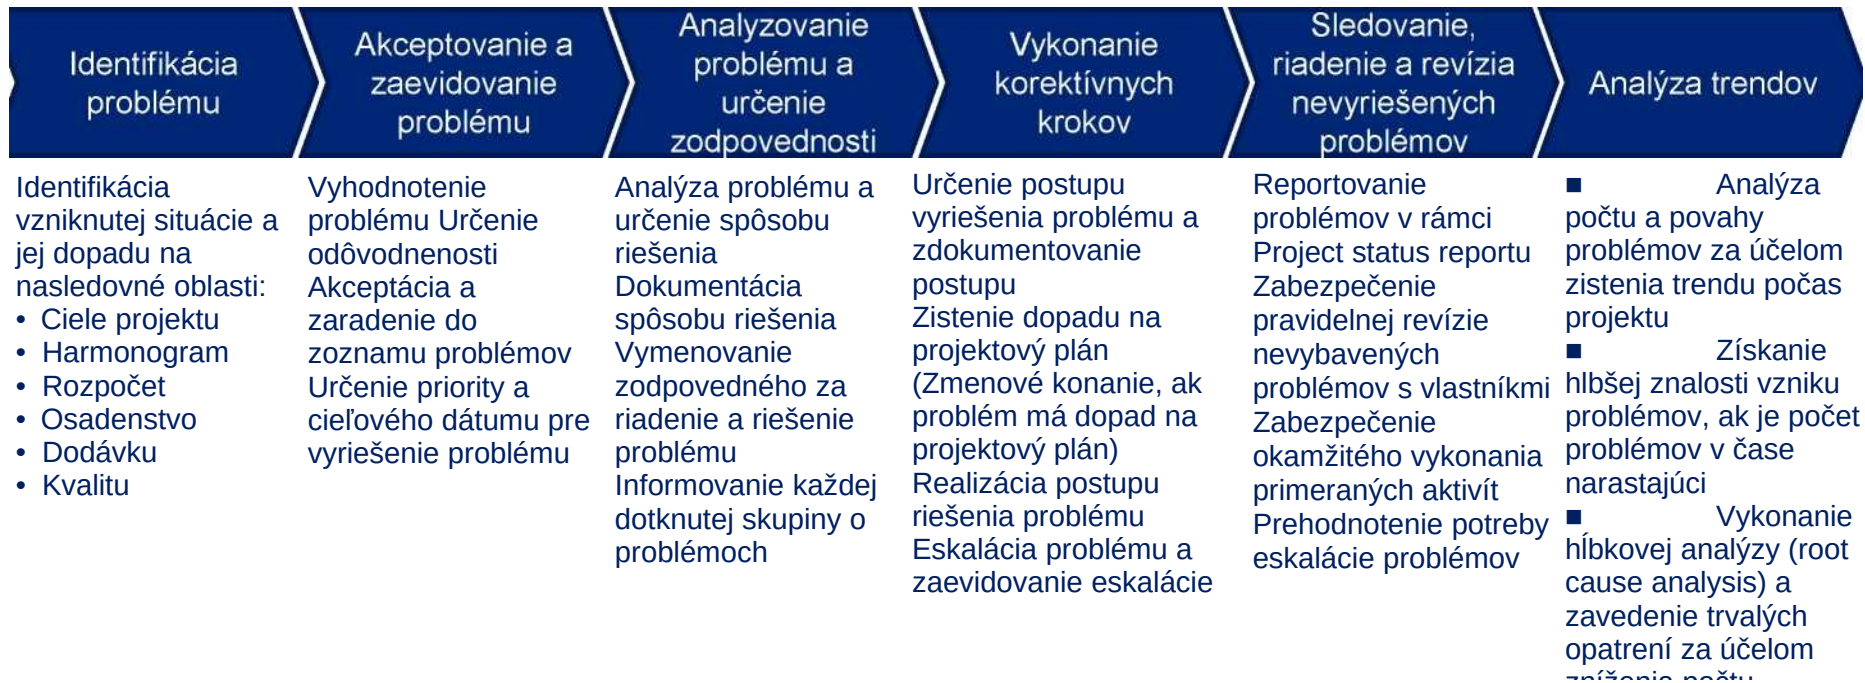 Identifikácia
problému
Akceptovanie a
zaevidovanie
problému
Analyzovanie
problému a
určenie
zodpovednosti
Vykonanie
korektívnych
krokov
Sledovanie,
riadenie a revízia
nevyriešených
problémov
Analýza trendov
Identifikácia
vzniknutej situácie a
jej dopadu na
nasledovné oblasti:
• Ciele projektu
• Harmonogram
• Rozpočet
• Osadenstvo
• Dodávku
• Kvalitu
Vyhodnotenie
problému Určenie
odôvodnenosti
Akceptácia a
zaradenie do
zoznamu problémov
Určenie priority a
cieľového dátumu pre
vyriešenie problému
Analýza problému a
určenie spôsobu
riešenia
Dokumentácia
spôsobu riešenia
Vymenovanie
zodpovedného za
riadenie a riešenie
problému
Informovanie každej
dotknutej skupiny o
problémoch
Určenie postupu
vyriešenia problému a
zdokumentovanie
postupu
Zistenie dopadu na
projektový plán
(Zmenové konanie, ak
problém má dopad na
projektový plán)
Realizácia postupu
riešenia problému
Eskalácia problému a
zaevidovanie eskalácie
Reportovanie
problémov v rámci
Project status reportu
Zabezpečenie
pravidelnej revízie
nevybavených
problémov s vlastníkmi
Zabezpečenie
okamžitého vykonania
primeraných aktivít
Prehodnotenie potreby
eskalácie problémov
■ Analýza
počtu a povahy
problémov za účelom
zistenia trendu počas
projektu
■ Získanie
hlbšej znalosti vzniku
problémov, ak je počet
problémov v čase
narastajúci
■ Vykonanie
hĺbkovej analýzy (root
cause analysis) a
zavedenie trvalých
opatrení za účelom